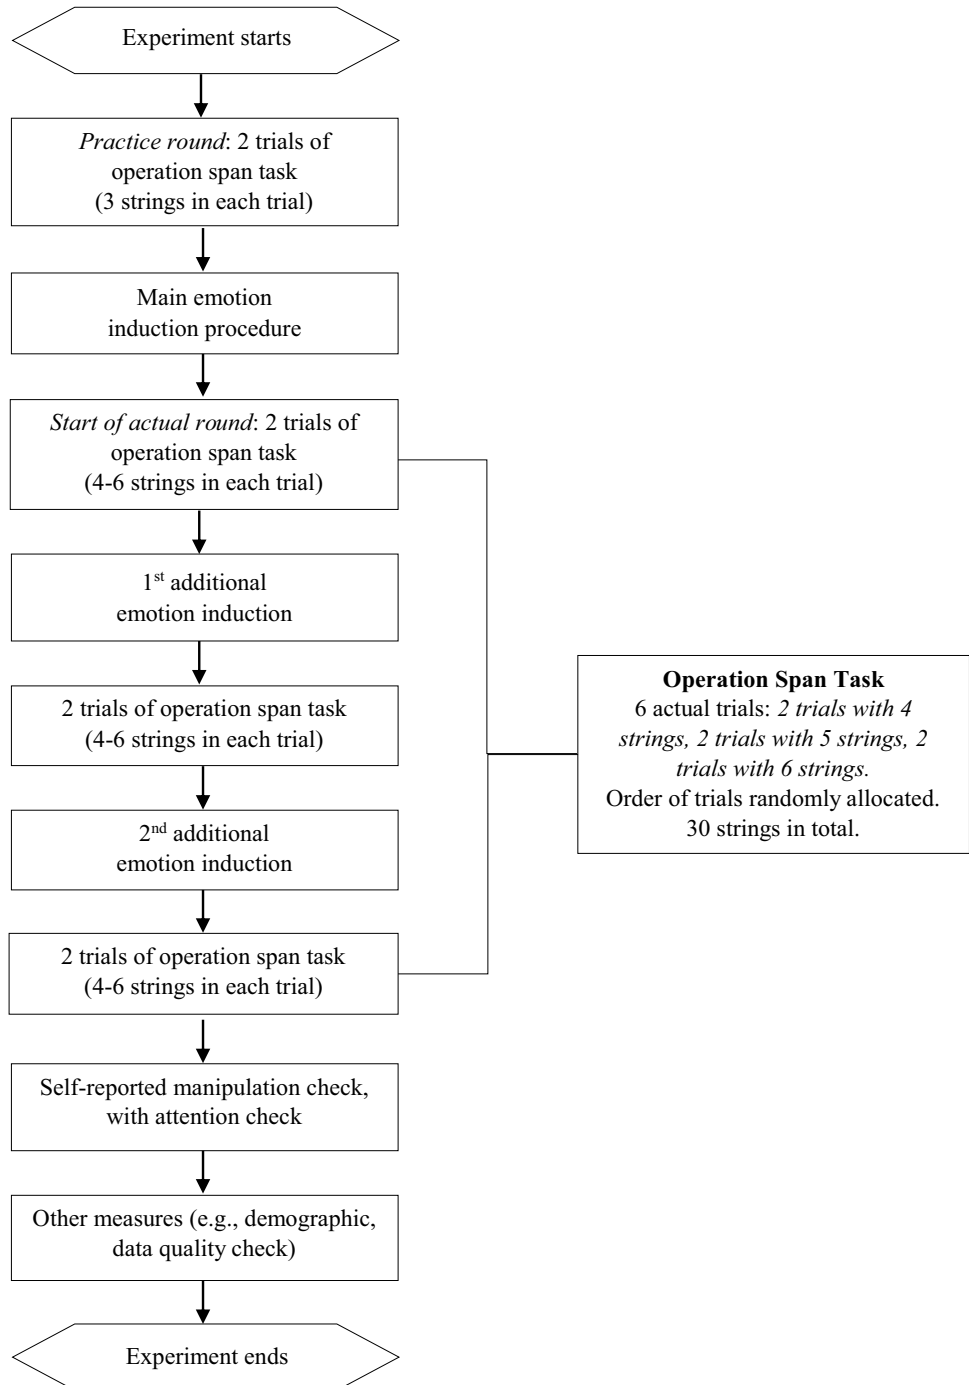 Experiment starts
Practice round: 2 trials of
operation span task
(3 strings in each trial)
Main emotion
induction procedure
Start of actual round: 2 trials of
operation span task
(4-6 strings in each trial)
1st additional
emotion induction
2 trials of operation span task
(4-6 strings in each trial)
2nd additional
emotion induction
2 trials of operation span task
(4-6 strings in each trial)
Self-reported manipulation check,
with attention check
Other measures (e.g., demographic,
data quality check)
Experiment ends
Operation Span Task
6 actual trials: 2 trials with 4
strings, 2 trials with 5 strings, 2
trials with 6 strings.
Order of trials randomly allocated.
30 strings in total.